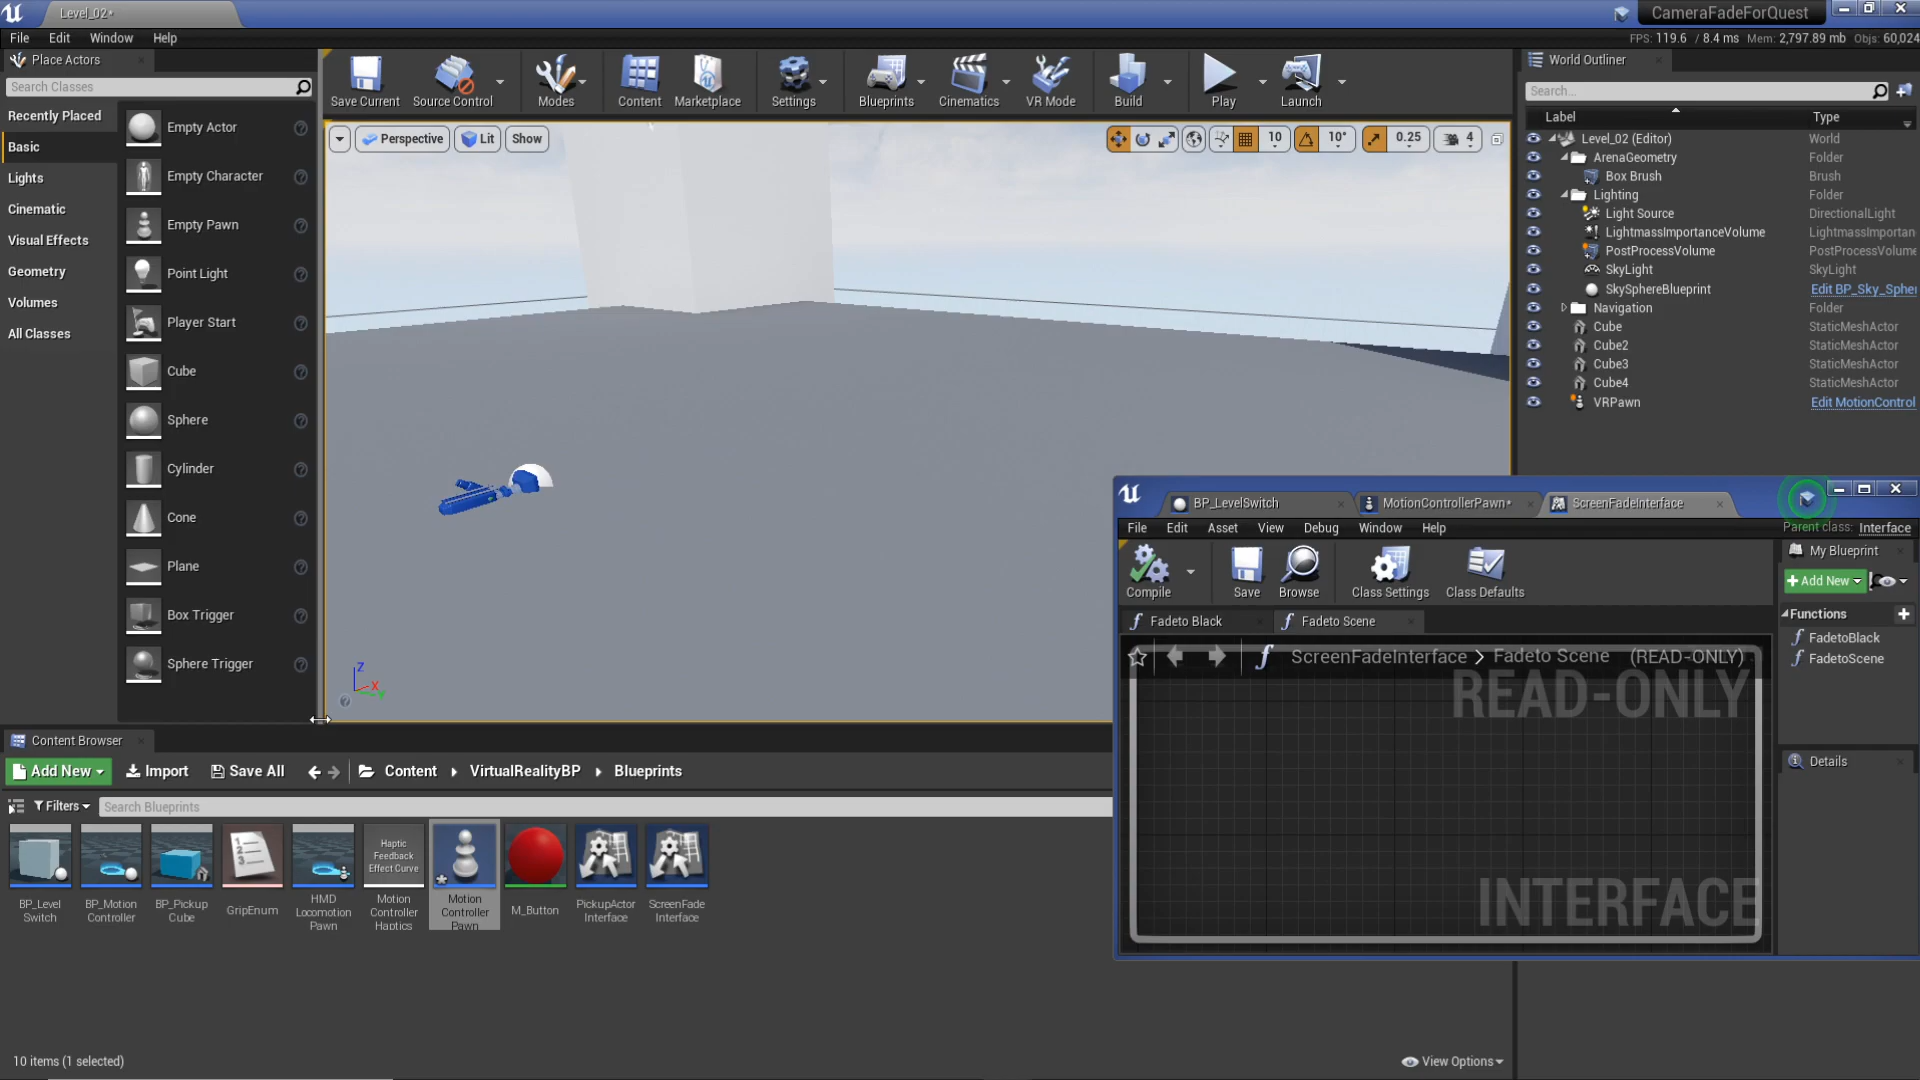 Level_02*
CameraFadeForQuest
File Edit Window Help
FPS: 119.6 / 8.4 ms Mem: 2,797.89 mb Objs: 60,024
Place Actors
Search Classes
Recently Placed
Basic
Lights
Cinematic
Visual Effects
Geometry
Volumes
All Classes
Empty Actor
Empty Character
Empty Pawn
Point Light
Player Start
Cube
Sphere
Cylinder
Cone
Plane
Box Trigger
Sphere Trigger
Save Current Source Control Modes Content Marketplace Settings Blueprints Cinematics VR Mode Build Play Launch
Perspective Lit Show 10 10° 0.25 4
Z
X
Y
World Outliner
Search...
Label Type
Level_02 (Editor) World
ArenaGeometry Folder
Box Brush Brush
Lighting Folder
Light Source DirectionalLight
LightmassImportanceVolume LightmassImportan
PostProcessVolume PostProcessVolume
SkyLight SkyLight
SkySphereBlueprint Edit BP_Sky_Spher
Navigation Folder
Cube StaticMeshActor
Cube2 StaticMeshActor
Cube3 StaticMeshActor
Cube4 StaticMeshActor
VRPawn Edit MotionControl
BP_LevelSwitch MotionControllerPawn* ScreenFadeInterface
File Edit Asset View Debug Window Help
Parent class: Interface
Compile Save Browse Class Settings Class Defaults
My Blueprint
Add New
Functions
FadetoBlack
FadetoScene
Details
Fadeto Black Fadeto Scene
ScreenFadeInterface > Fadeto Scene (READ-ONLY)
READ-ONLY
INTERFACE
Content Browser
Add New Import Save All Content VirtualRealityBP Blueprints
Filters Search Blueprints
BP_Level Switch
BP_Motion Controller
BP_Pickup Cube
GripEnum
HMD Locomotion Pawn
Haptic Feedback Effect Curve
Motion Controller Haptics
1 2 3
Motion Controller Pawn
M_Button
PickupActor Interface
ScreenFade Interface
10 items (1 selected)
View Options